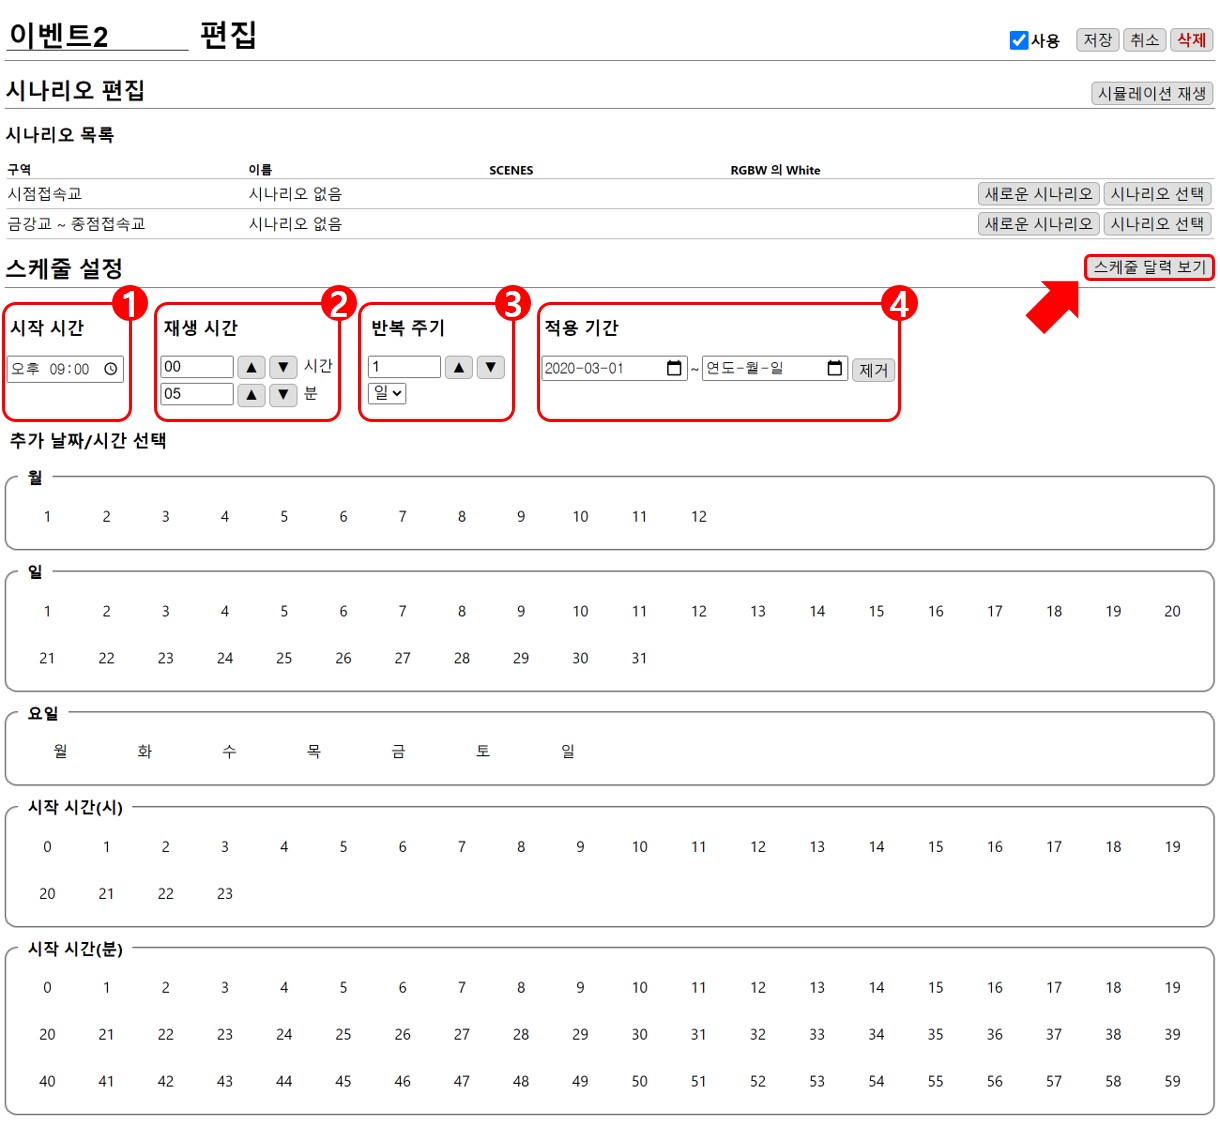 이벤트2 편집
사용 저장 취소 삭제
시나리오 편집
시뮬레이션 재생
시나리오 목록
구역 이름 SCENES RGBW 의 White
시점접속교 시나리오 없음 새로운 시나리오 시나리오 선택
금강교 ~ 종점접속교 시나리오 없음 새로운 시나리오 시나리오 선택
스케줄 설정 스케줄 달력 보기
1 2 3 4
시작 시간 재생 시간 반복 주기 적용 기간
오후 09:00 00 ▲ ▼ 시간 1 ▲ ▼ 2020-03-01 ~ 연도-월-일 제거
05 ▲ ▼ 분 일
추가 날짜/시간 선택
월
1 2 3 4 5 6 7 8 9 10 11 12
일
1 2 3 4 5 6 7 8 9 10 11 12 13 14 15 16 17 18 19 20
21 22 23 24 25 26 27 28 29 30 31
요일
월 화 수 목 금 토 일
시작 시간(시)
0 1 2 3 4 5 6 7 8 9 10 11 12 13 14 15 16 17 18 19
20 21 22 23
시작 시간(분)
0 1 2 3 4 5 6 7 8 9 10 11 12 13 14 15 16 17 18 19
20 21 22 23 24 25 26 27 28 29 30 31 32 33 34 35 36 37 38 39
40 41 42 43 44 45 46 47 48 49 50 51 52 53 54 55 56 57 58 59